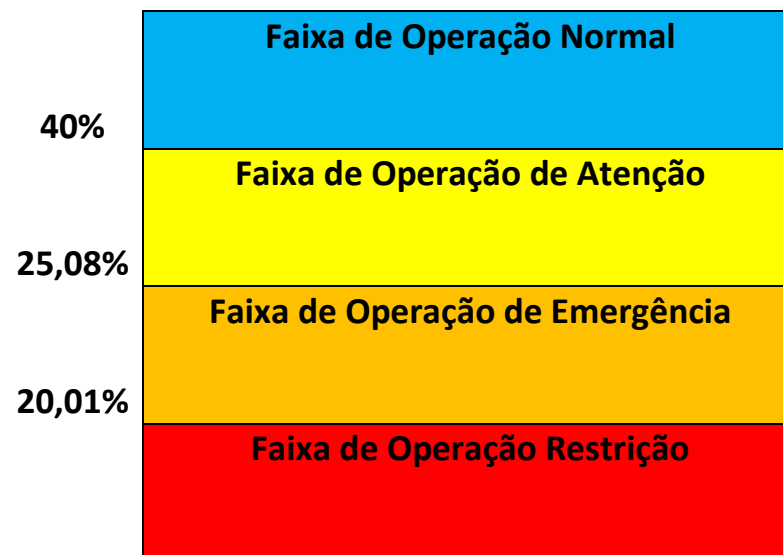 Faixa de Operação Normal
40%
Faixa de Operação de Atenção
25,08%
Faixa de Operação de Emergência
20,01%
Faixa de Operação Restrição